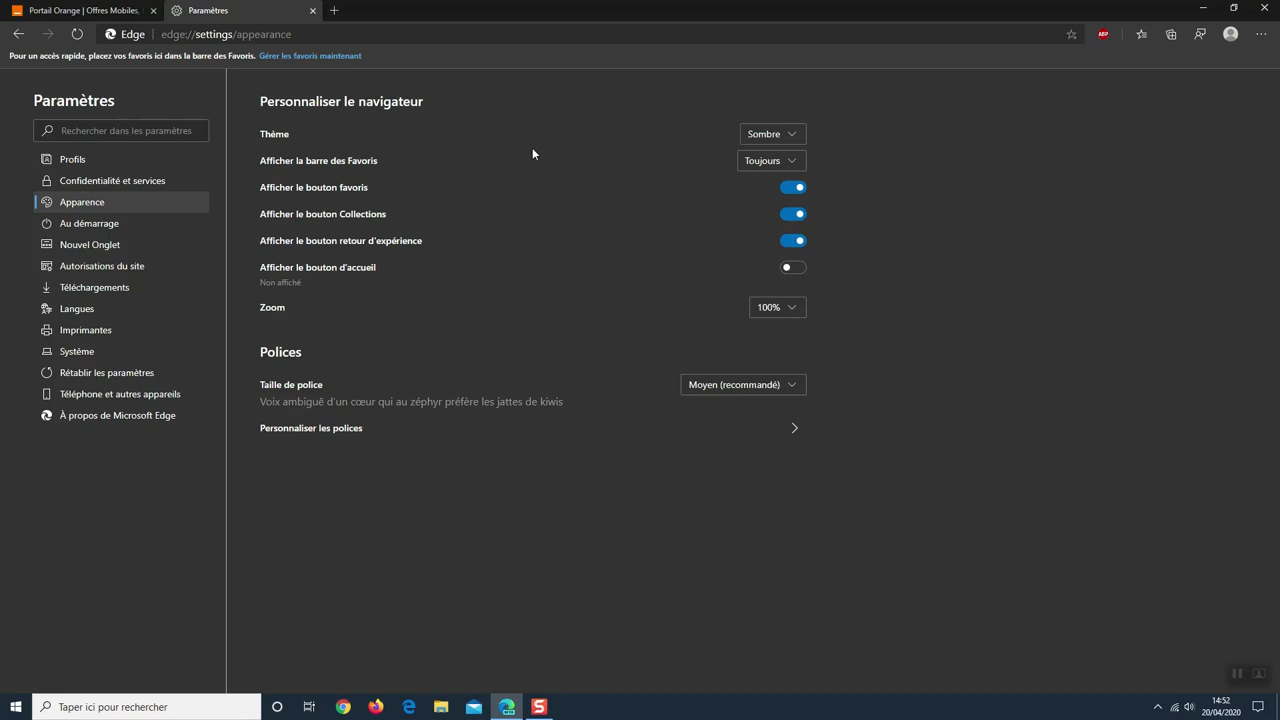 Portail Orange | Offres Mobiles,
Paramètres
Edge
edge://settings/appearance
ABP
Pour un accès rapide, placez vos favoris ici dans la barre des Favoris. Gérer les favoris maintenant
Paramètres
Rechercher dans les paramètres
Profils
Confidentialité et services
Apparence
Au démarrage
Nouvel Onglet
Autorisations du site
Téléchargements
Langues
Imprimantes
Système
Rétablir les paramètres
Téléphone et autres appareils
À propos de Microsoft Edge
Personnaliser le navigateur
Thème
Sombre
Afficher la barre des Favoris
Toujours
Afficher le bouton favoris
Afficher le bouton Collections
Afficher le bouton retour d'expérience
Afficher le bouton d'accueil
Non affiché
Zoom
100%
Polices
Taille de police
Moyen (recommandé)
Voix ambiguë d'un cœur qui au zéphyr préfère les jattes de kiwis
Personnaliser les polices
Taper ici pour rechercher
S
14:52
20/04/2020